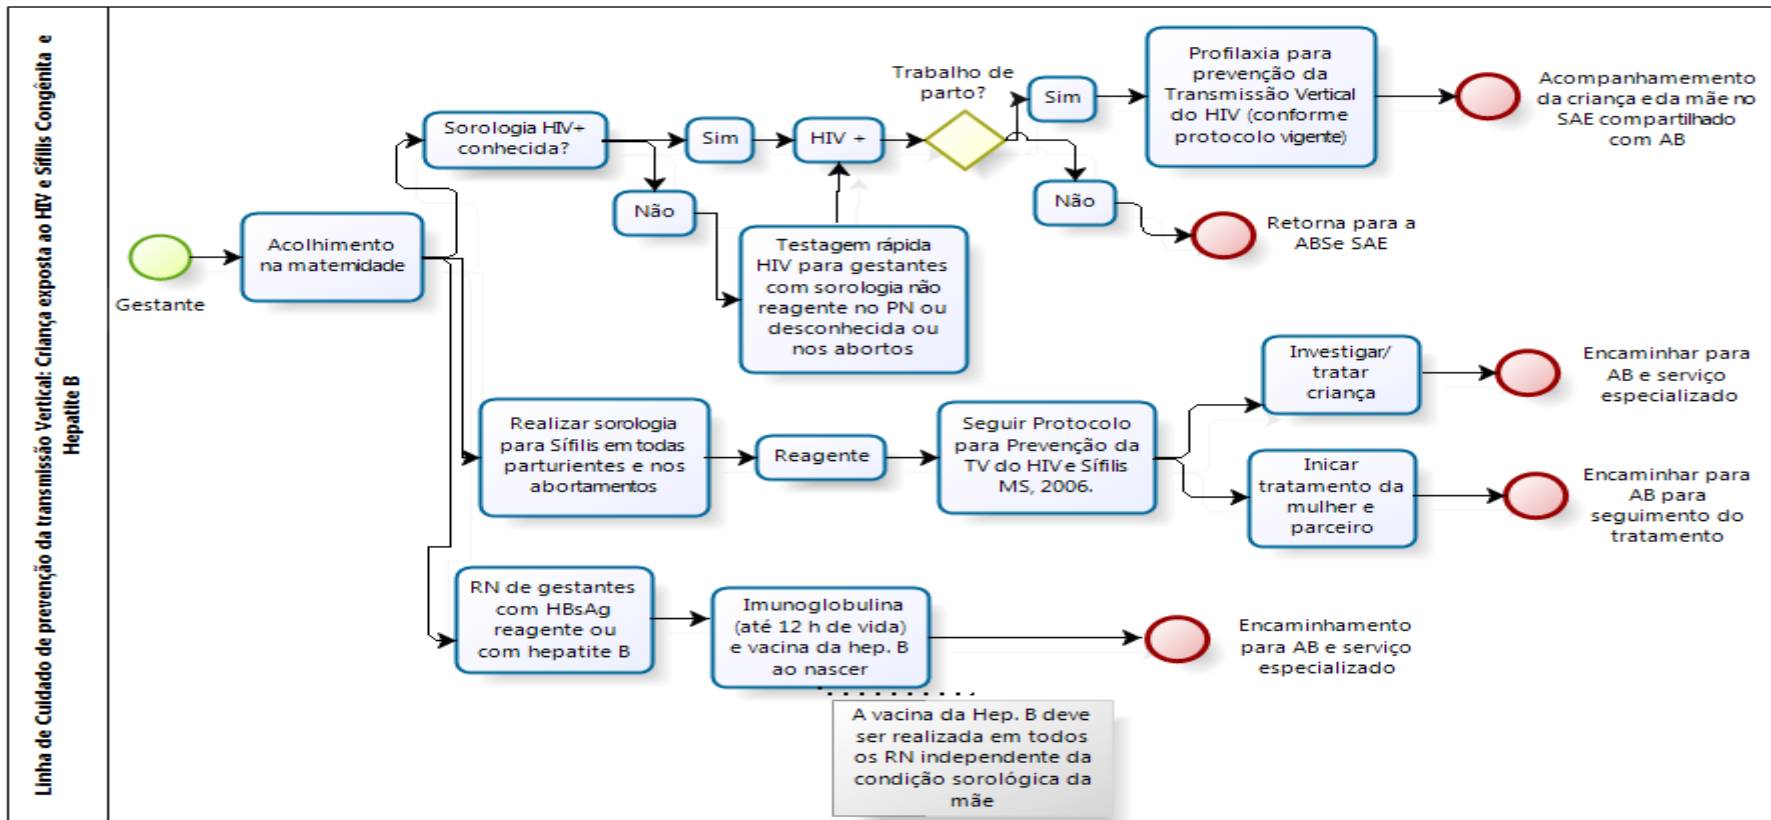 Linha de Cuidado de prevenção da transmissão Vertical: Criança exposta ao HIV e Sífilis Congênita e
Hepatite B
Gestante
Acolhimento
na maternidade
Sorologia HIV+
conhecida?
Sim
Não
HIV +
Testagem rápida
HIV para gestantes
com sorologia não
reagente no PN ou
desconhecida ou
nos abortos
Trabalho de
parto?
Sim
Não
Profilaxia para
prevenção da
Transmissão Vertical
do HIV (conforme
protocolo vigente)
Acompanhamemento
da criança e da mãe no
SAE compartilhado
com AB
Retorna para a
ABSe SAE
Realizar sorologia
para Sífilis em todas
parturientes e nos
abortamentos
Reagente
Seguir Protocolo
para Prevenção da
TV do HIV e Sífilis
MS, 2006.
Investigar/
tratar
criança
Encaminhar para
AB e serviço
especializado
Inicar
tratamento da
mulher e
parceiro
Encaminhar para
AB para
seguimento do
tratamento
RN de gestantes
com HBsAg
reagente ou
com hepatite B
Imunoglobulina
(até 12 h de vida)
e vacina da hep. B
ao nascer
Encaminhamento
para AB e serviço
especializado
A vacina da Hep. B deve
ser realizada em todos
os RN independente da
condição sorológica da
mãe